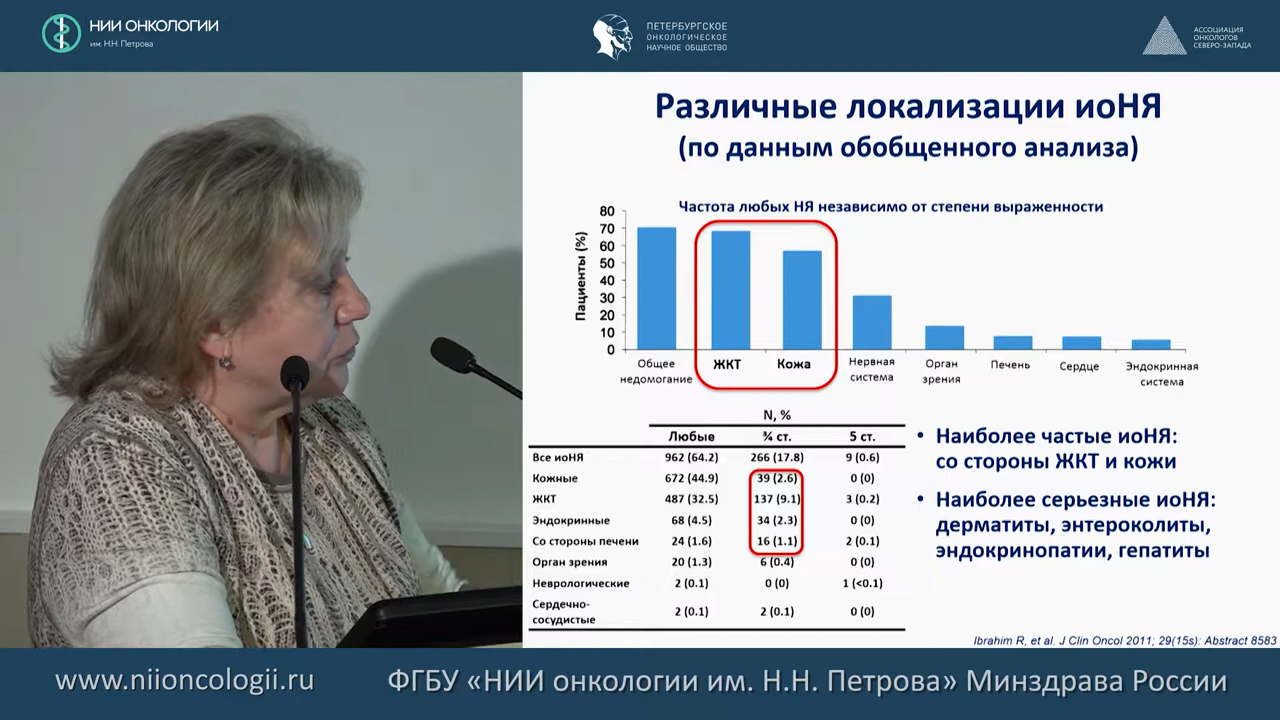 НИИ ОНКОЛОГИИ
им. Н.Н. Петрова
ПЕТЕРБУРГСКОЕ
ОНКОЛОГИЧЕСКОЕ
НАУЧНОЕ ОБЩЕСТВО
АССОЦИАЦИЯ
ОНКОЛОГОВ
СЕВЕРО-ЗАПАДА
Различные локализации иоНЯ
(по данным обобщенного анализа)
Частота любых НЯ независимо от степени выраженности
Пациенты (%)
80
70
60
50
40
30
20
10
0
Общее недомогание
ЖКТ
Кожа
Нервная система
Орган зрения
Печень
Сердце
Эндокринная система
N, %
Любые ¾ ст. 5 ст.
Все иоНЯ 962 (64.2) 266 (17.8) 9 (0.6)
Кожные 672 (44.9) 39 (2.6) 0 (0)
ЖКТ 487 (32.5) 137 (9.1) 3 (0.2)
Эндокринные 68 (4.5) 34 (2.3) 0 (0)
Со стороны печени 24 (1.6) 16 (1.1) 2 (0.1)
Орган зрения 20 (1.3) 6 (0.4) 0 (0)
Неврологические 2 (0.1) 0 (0) 1 (<0.1)
Сердечно-
сосудистые 2 (0.1) 2 (0.1) 0 (0)
• Наиболее частые иоНЯ:
со стороны ЖКТ и кожи
• Наиболее серьезные иоНЯ:
дерматиты, энтероколиты,
эндокринопатии, гепатиты
Ibrahim R, et al. J Clin Oncol 2011; 29(15s): Abstract 8583
www.niioncologii.ru
ФГБУ «НИИ онкологии им. Н.Н. Петрова» Минздрава России